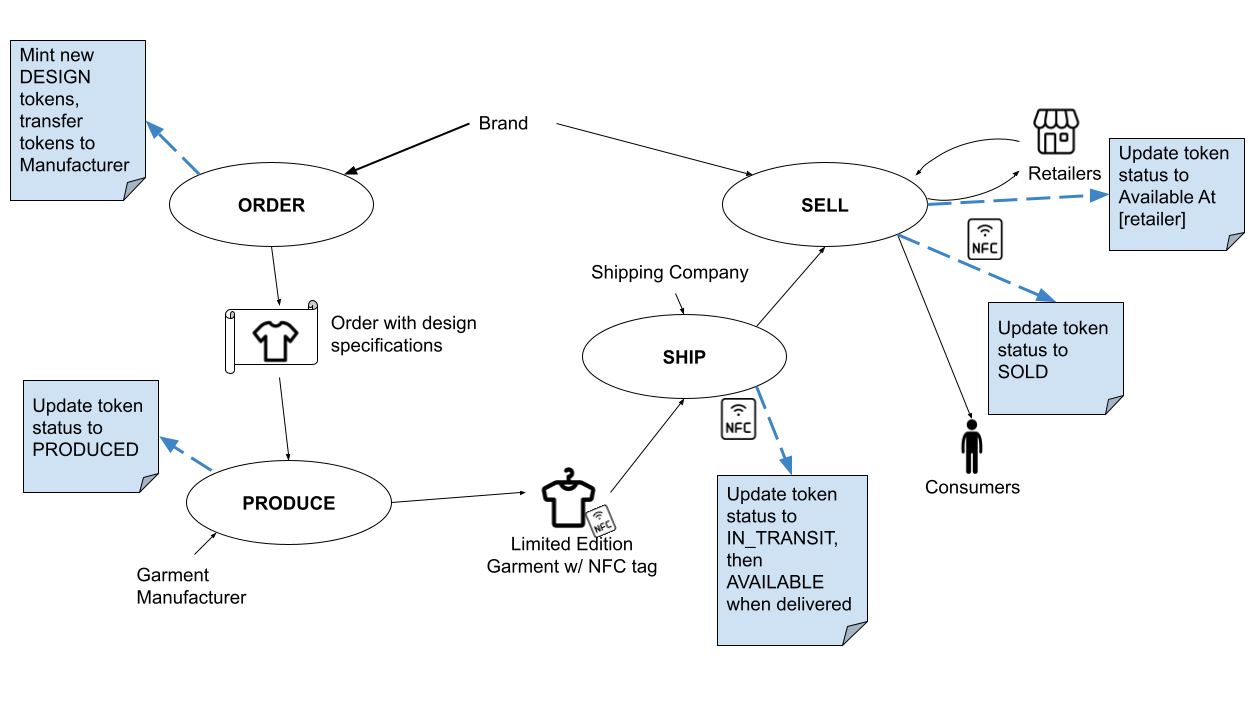 Mint new
DESIGN
tokens,
transfer
tokens to
Manufacturer
Brand
ORDER
SELL
Retailers
Update token
status to
Available At
[retailer]
NFC
Shipping Company
Order with design
specifications
SHIP
Update token
status to
SOLD
Update token
status to
PRODUCED
NFC
PRODUCE
Consumers
NFC
Limited Edition
Garment w/ NFC tag
Update token
status to
IN_TRANSIT,
then
AVAILABLE
when delivered
Garment
Manufacturer